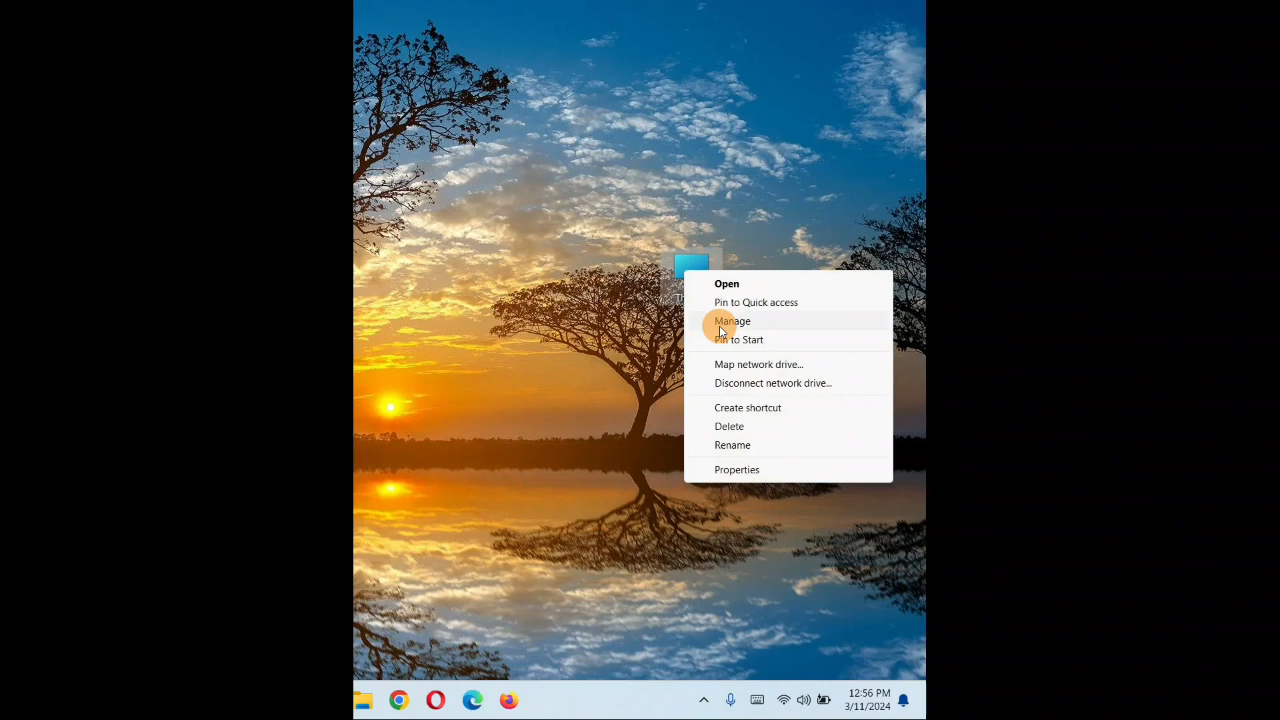 Open
Pin to Quick access
Manage
Pin to Start
Map network drive...
Disconnect network drive...
Create shortcut
Delete
Rename
Properties
12:56 PM
3/11/2024